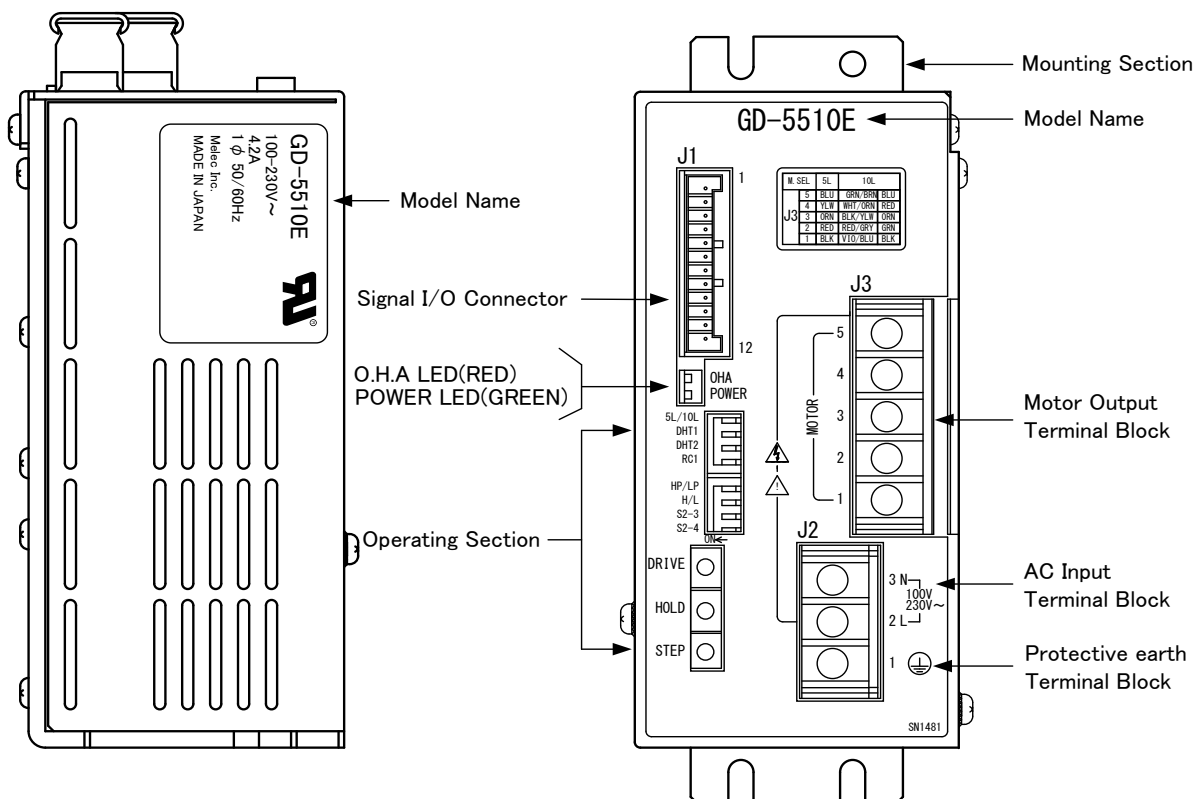 GD-5510E
100-230V~
4.2A
1 φ 50/60Hz
Melec Inc.
MADE IN JAPAN
®
Model Name
Signal I/O Connector
O.H.A LED(RED)
POWER LED(GREEN)
Operating Section
GD-5510E
J1
1
12
M.SEL 5L 10L
J3
5 BLU GRN/BRN BLU
4 YLW WHT/ORN RED
3 ORN BLK/YLW ORN
2 RED RED/GRY GRN
1 BLK VIO/BLU BLK
OHA
POWER
5L/10L
DHT1
DHT2
RC1
HP/LP
H/L
S2-3
S2-4
ON←
DRIVE
HOLD
STEP
J3
5
4
3
2
1
MOTOR
J2
3 N
100V
230V~
2 L
1
SN1481
Mounting Section
Model Name
Motor Output
Terminal Block
AC Input
Terminal Block
Protective earth
Terminal Block